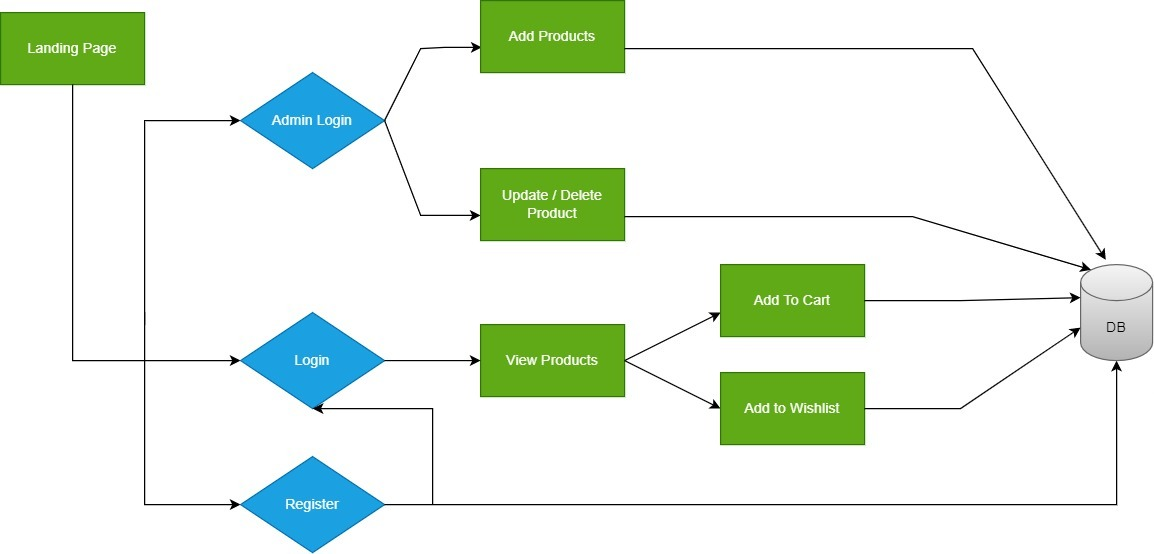 Landing Page
Add Products
Admin Login
Update / Delete
Product
Add To Cart
DB
Login
View Products
Add to Wishlist
Register